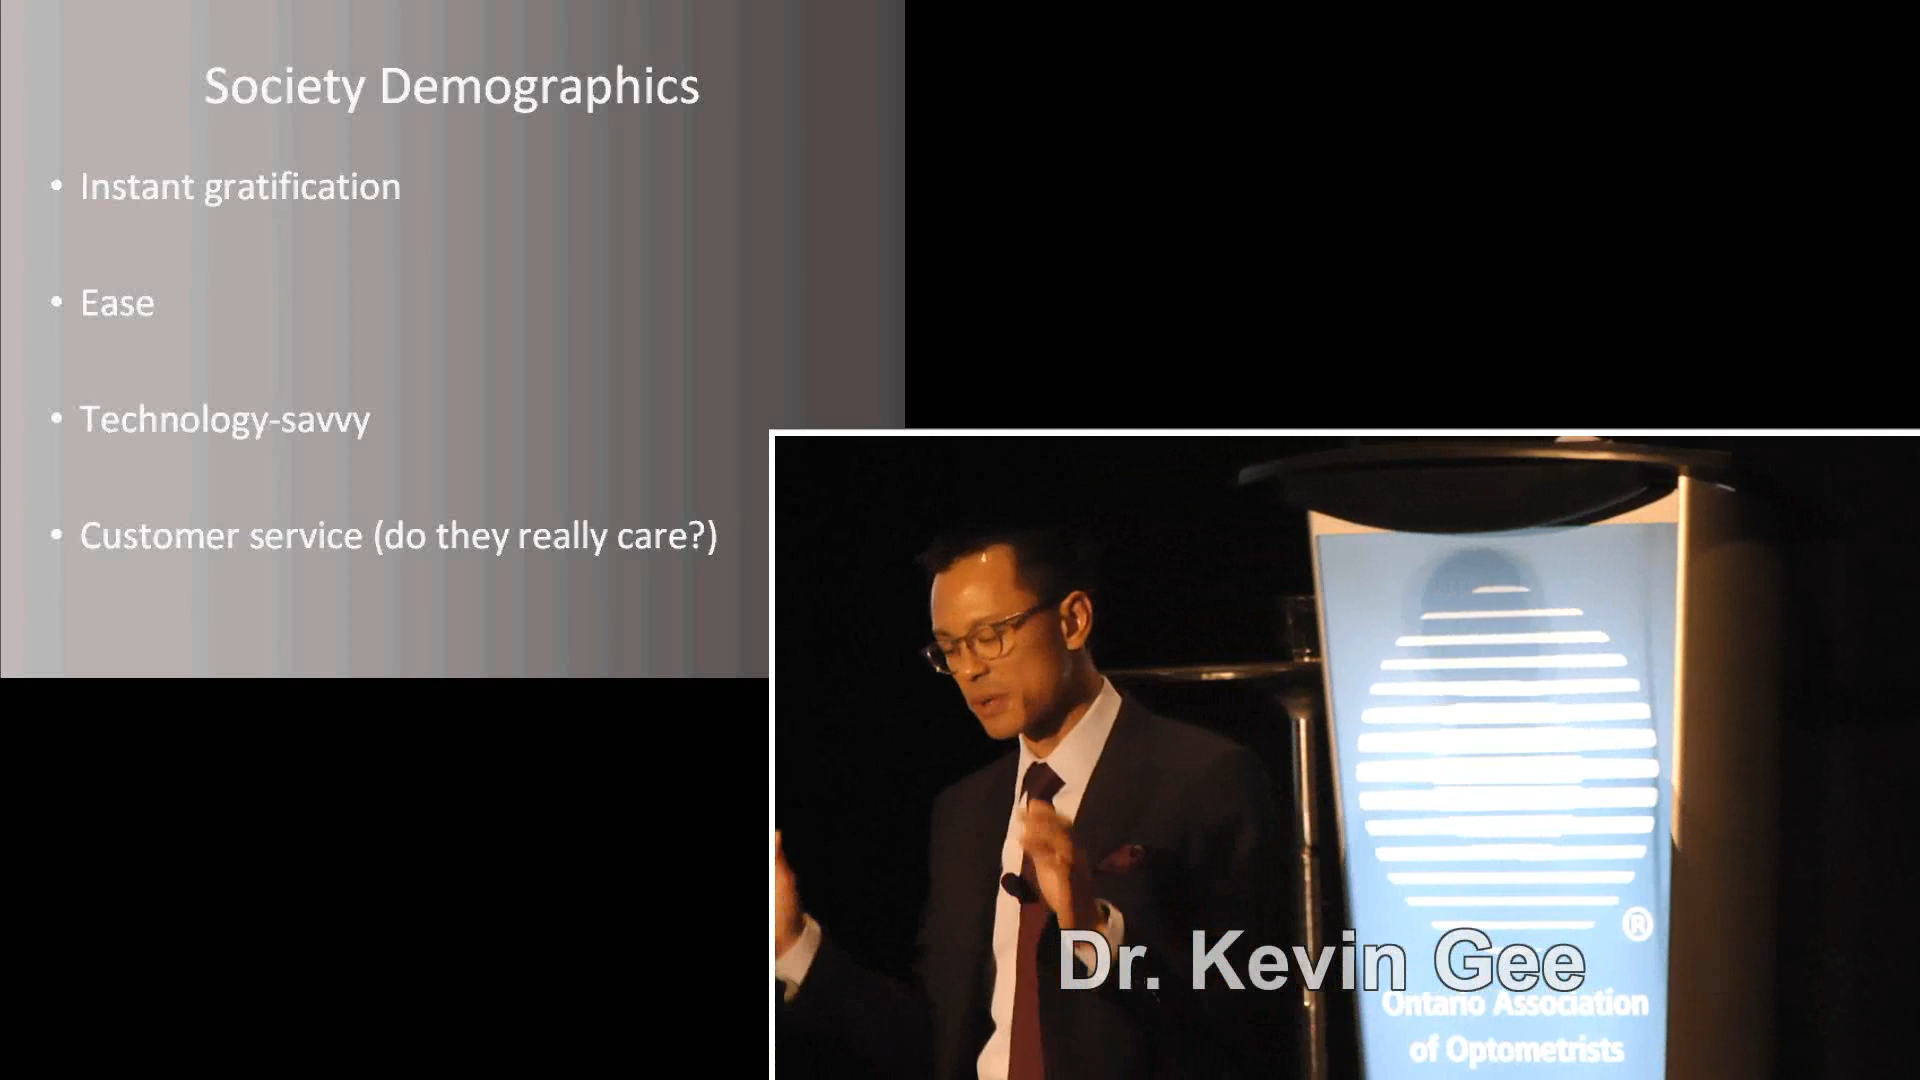 Society Demographics
• Instant gratification
• Ease
• Technology-savvy
• Customer service (do they really care?)
Dr. Kevin Gee
®
Ontario Association
of Optometrists